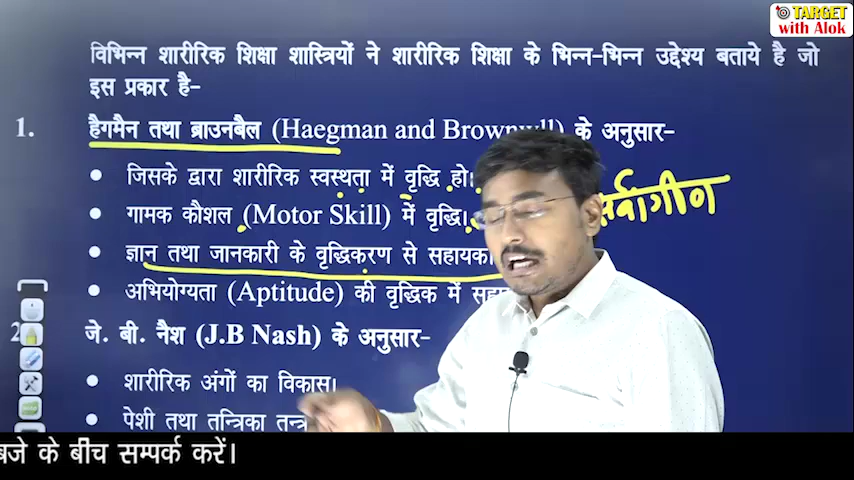 TARGET
with Alok
विभिन्न शारीरिक शिक्षा शास्त्रियों ने शारीरिक शिक्षा के भिन्न-भिन्न उद्देश्य बताये है जो
इस प्रकार है-
1. हैगमैन तथा ब्राउनबैल (Haegman and Brownwll) के अनुसार-
• जिसके द्वारा शारीरिक स्वस्थता में वृद्धि हो।
• गामक कौशल (Motor Skill) में वृद्धि।
सर्वांगीण
• ज्ञान तथा जानकारी के वृद्धिकरण से सहायक
• अभियोग्यता (Aptitude) की वृद्धिक में
2. जे. बी. नैश (J.B Nash) के अनुसार-
• शारीरिक अंगों का विकास।
• पेशी तथा तन्त्रिका
बजे के बीच सम्पर्क करें।